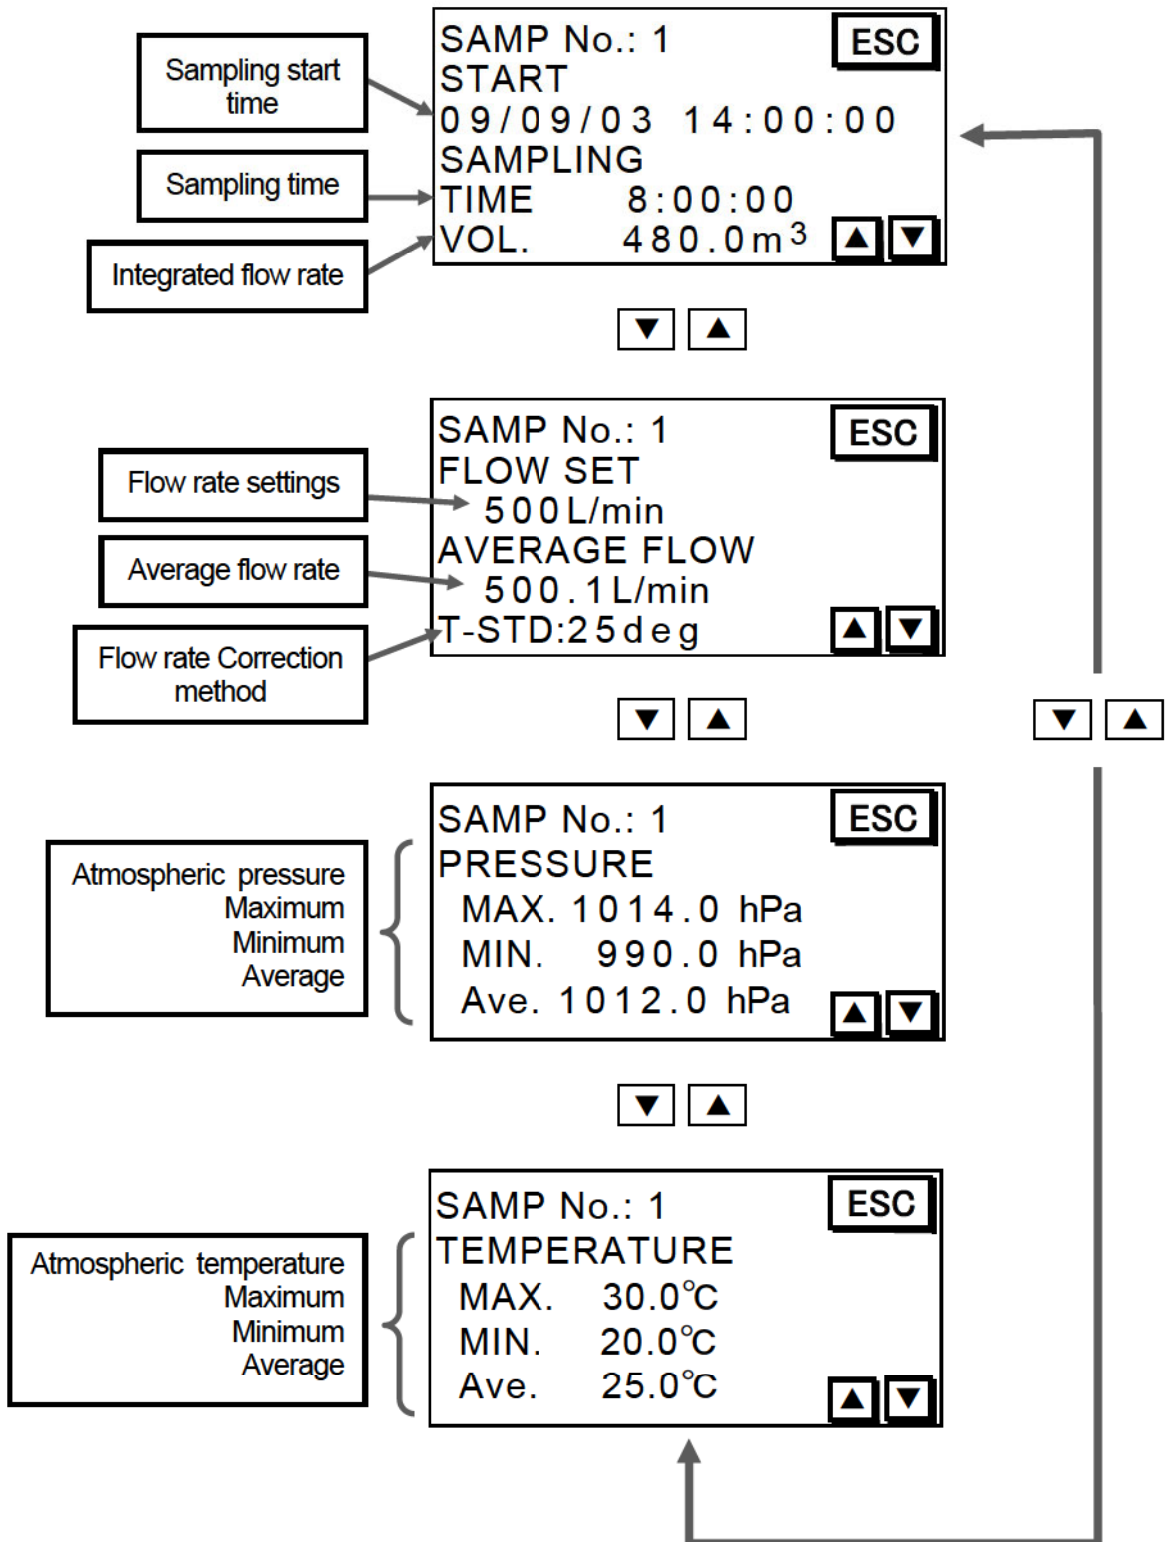 Sampling start
time
Sampling time
Integrated flow rate
SAMP No.: 1
ESC
START
09/09/03 14:00:00
SAMPLING
TIME 8:00:00
VOL. 480.0m3
▲ ▼
▼ ▲
Flow rate settings
Average flow rate
Flow rate Correction
method
SAMP No.: 1
ESC
FLOW SET
500L/min
AVERAGE FLOW
500.1L/min
T-STD:25deg
▲ ▼
▼ ▲
▼ ▲
Atmospheric pressure
Maximum
Minimum
Average
SAMP No.: 1
ESC
PRESSURE
MAX. 1014.0 hPa
MIN. 990.0 hPa
Ave. 1012.0 hPa
▲ ▼
▼ ▲
Atmospheric temperature
Maximum
Minimum
Average
SAMP No.: 1
ESC
TEMPERATURE
MAX. 30.0℃
MIN. 20.0℃
Ave. 25.0℃
▲ ▼